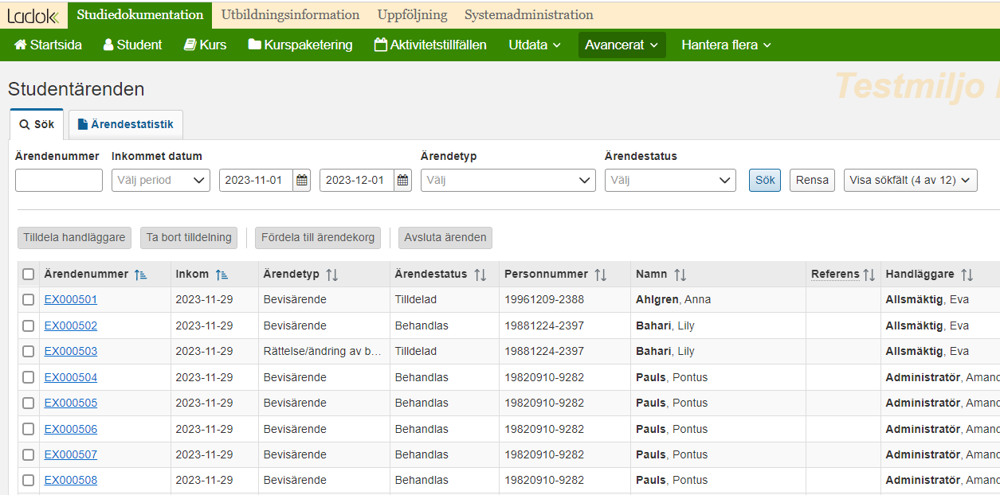 Ladok Studiedokumentation Utbildningsinformation Uppföljning Systemadministration
Startsida Student Kurs Kurspaketering Aktivitetstillfällen Utdata Avancerat Hantera flera
Testmiljo
Studentärenden
Sök Ärendestatistik
Ärendenummer Inkommet datum Ärendetyp Ärendestatus
Välj period 2023-11-01 2023-12-01 Välj Välj Sök Rensa Visa sökfält (4 av 12)
Tilldela handläggare Ta bort tilldelning Fördela till ärendekorg Avsluta ärenden
Ärendenummer Inkom Ärendetyp Ärendestatus Personnummer Namn Referens Handläggare
EX000501 2023-11-29 Bevisärende Tilldelad 19961209-2388 Ahlgren, Anna Allsmäktig, Eva
EX000502 2023-11-29 Bevisärende Behandlas 19881224-2397 Bahari, Lily Allsmäktig, Eva
EX000503 2023-11-29 Rättelse/ändring av b... Tilldelad 19881224-2397 Bahari, Lily Allsmäktig, Eva
EX000504 2023-11-29 Bevisärende Behandlas 19820910-9282 Pauls, Pontus Administratör, Amand
EX000505 2023-11-29 Bevisärende Behandlas 19820910-9282 Pauls, Pontus Administratör, Amand
EX000506 2023-11-29 Bevisärende Behandlas 19820910-9282 Pauls, Pontus Administratör, Amand
EX000507 2023-11-29 Bevisärende Behandlas 19820910-9282 Pauls, Pontus Administratör, Amand
EX000508 2023-11-29 Bevisärende Behandlas 19820910-9282 Pauls, Pontus Administratör, Amand